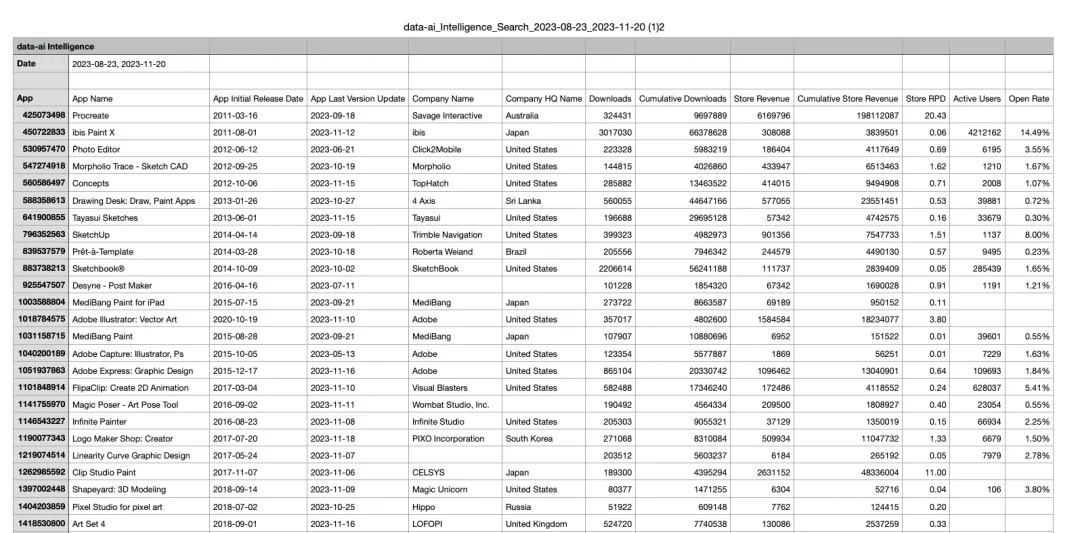 data-ai_Intelligence_Search_2023-08-23_2023-11-20 (1)2
data-ai Intelligence
Date 2023-08-23, 2023-11-20
App App Name App Initial Release Date App Last Version Update Company Name Company HQ Name Downloads Cumulative Downloads Store Revenue Cumulative Store Revenue Store RPD Active Users Open Rate
425073498 Procreate 2011-03-16 2023-09-18 Savage Interactive Australia 324431 9697889 6169796 198112087 20.43
450722833 ibis Paint X 2011-08-01 2023-11-12 ibis Japan 3017030 66378628 308088 3839501 0.06 4212162 14.49%
530957470 Photo Editor 2012-06-12 2023-06-21 Click2Mobile United States 223328 5983219 186404 4117649 0.69 6195 3.55%
547274918 Morpholio Trace - Sketch CAD 2012-09-25 2023-10-19 Morpholio United States 144815 4026860 433947 6513463 1.62 1210 1.67%
560586497 Concepts 2012-10-06 2023-11-15 TopHatch United States 285882 13463522 414015 9494908 0.71 2008 1.07%
588358613 Drawing Desk: Draw, Paint Apps 2013-01-26 2023-10-27 4 Axis Sri Lanka 560055 44647166 577055 23551451 0.53 39881 0.72%
641900855 Tayasui Sketches 2013-06-01 2023-11-15 Tayasui United States 196688 29695128 57342 4742575 0.16 33679 0.30%
796352563 SketchUp 2014-04-14 2023-09-18 Trimble Navigation United States 399323 4982973 901356 7547733 1.51 1137 8.00%
839537579 Prêt-à-Template 2014-03-28 2023-10-18 Roberta Weiand Brazil 205556 7946342 244579 4490130 0.57 9495 0.23%
883738213 Sketchbook® 2014-10-09 2023-10-02 SketchBook United States 2206614 56241188 111737 2839409 0.05 285439 1.65%
925547507 Desyne - Post Maker 2016-04-16 2023-07-11 101228 1854320 67342 1690028 0.91 1191 1.21%
1003588804 MediBang Paint for iPad 2015-07-15 2023-09-21 MediBang Japan 273722 8663587 69189 950152 0.11
1018784575 Adobe Illustrator: Vector Art 2020-10-19 2023-11-10 Adobe United States 357017 4802600 1584584 18234077 3.80
1031158715 MediBang Paint 2015-08-28 2023-09-21 MediBang Japan 107907 10880696 6952 151522 0.01 39601 0.55%
1040200189 Adobe Capture: Illustrator, Ps 2015-10-05 2023-05-13 Adobe United States 123354 5577887 1869 56251 0.01 7229 1.63%
1051937863 Adobe Express: Graphic Design 2015-12-17 2023-11-16 Adobe United States 865104 20330742 1096462 13040901 0.64 109693 1.84%
1101848914 FlipaClip: Create 2D Animation 2017-03-04 2023-11-10 Visual Blasters United States 582488 17346240 172486 4118552 0.24 628037 5.41%
1141755970 Magic Poser - Art Pose Tool 2016-09-02 2023-11-11 Wombat Studio, Inc. 190492 4564334 209500 1808927 0.40 23054 0.55%
1146543227 Infinite Painter 2016-08-23 2023-11-08 Infinite Studio United States 205303 9055321 37129 1350019 0.15 66934 2.25%
1190077343 Logo Maker Shop: Creator 2017-07-20 2023-11-18 PIXO Incorporation South Korea 271068 8310084 509934 11047732 1.33 6679 1.50%
1219074514 Linearity Curve Graphic Design 2017-05-24 2023-11-07 203512 5603237 6184 265192 0.05 7979 2.78%
1262985592 Clip Studio Paint 2017-11-07 2023-11-06 CELSYS Japan 189300 4395294 2631152 48336004 11.00
1397002448 Shapeyard: 3D Modeling 2018-09-14 2023-11-09 Magic Unicorn United States 80377 1471255 6304 52716 0.04 106 3.80%
1404203859 Pixel Studio for pixel art 2018-07-02 2023-10-25 Hippo Russia 51922 609148 7762 124415 0.20
1418530800 Art Set 4 2018-09-01 2023-11-16 LOFOPI United Kingdom 524720 7740538 130086 2537259 0.33